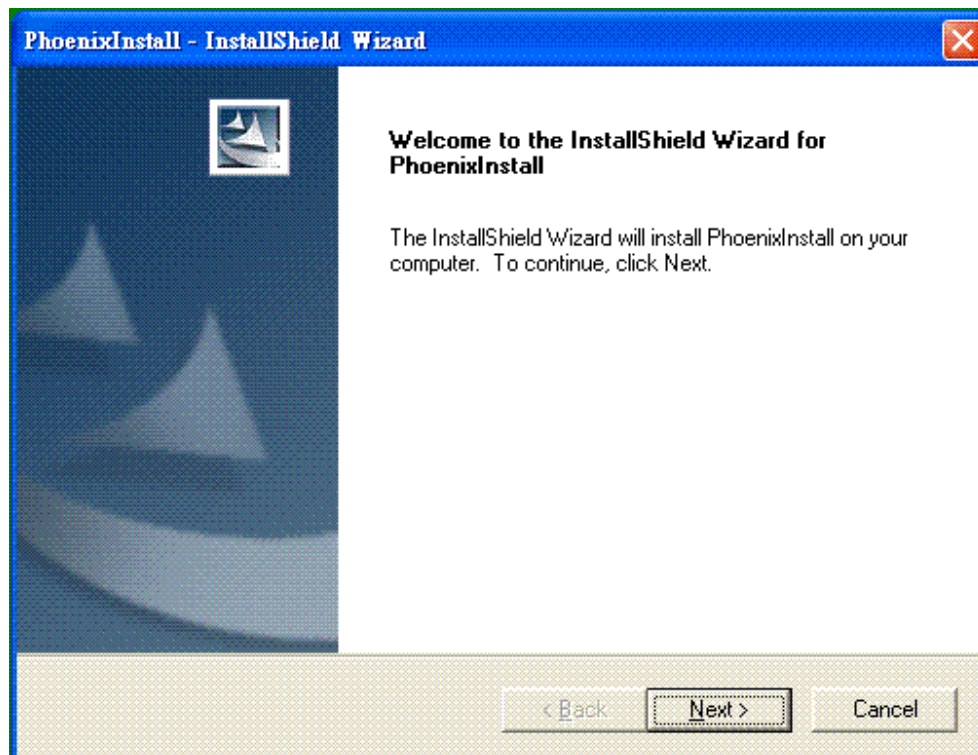 PhoenixInstall - InstallShield Wizard
Welcome to the InstallShield Wizard for
PhoenixInstall
The InstallShield Wizard will install PhoenixInstall on your
computer. To continue, click Next.
< Back
Next >
Cancel